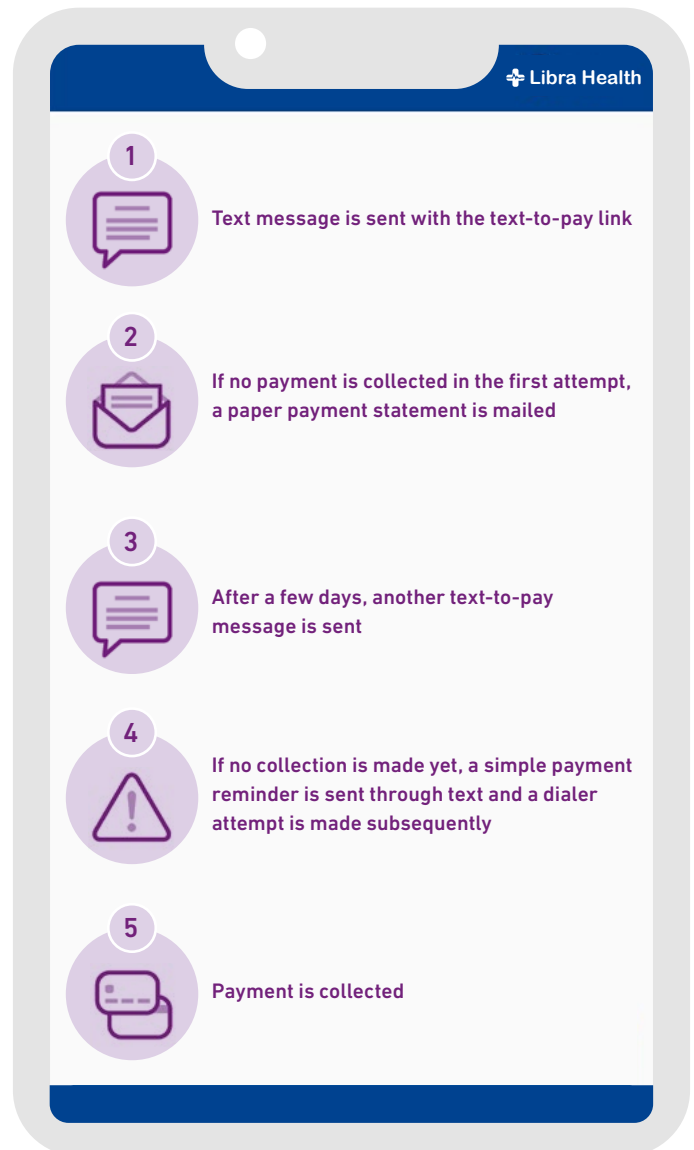 Libra Health
1
Text message is sent with the text-to-pay link
2
If no payment is collected in the first attempt,
a paper payment statement is mailed
3
After a few days, another text-to-pay
message is sent
4
If no collection is made yet, a simple payment
reminder is sent through text and a dialer
attempt is made subsequently
5
Payment is collected